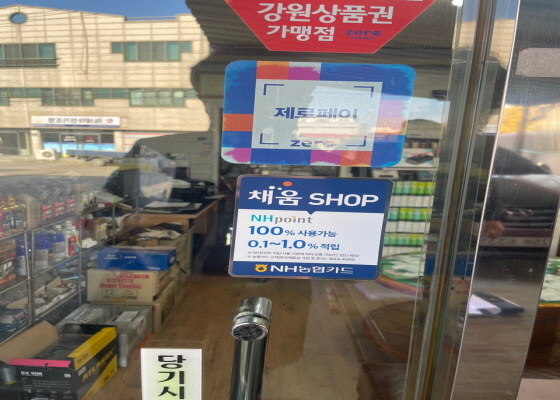 강원상품권
가맹점 zero
제로페이
zero
채움 SHOP
NHpoint
100% 사용가능
0.1~1.0% 적립
NH농협카드
당기시